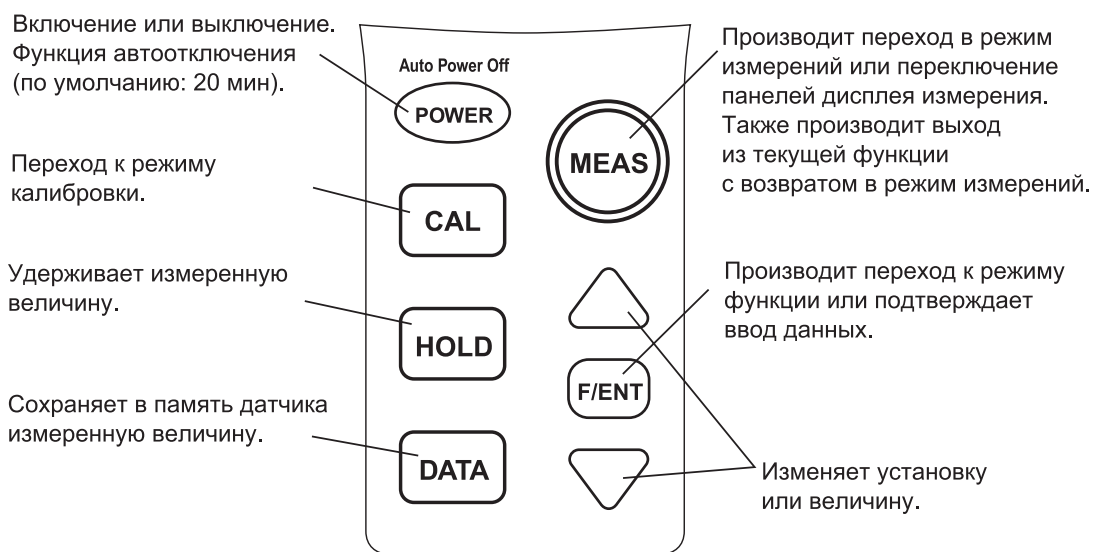 Включение или выключение.
Функция автоотключения
(по умолчанию: 20 мин).
Переход к режиму
калибровки.
Удерживает измеренную
величину.
Сохраняет в память датчика
измеренную величину.
Auto Power Off
POWER
CAL
HOLD
DATA
MEAS
F/ENT
Производит переход в режим
измерений или переключение
панелей дисплея измерения.
Также производит выход
из текущей функции
с возвратом в режим измерений.
Производит переход к режиму
функции или подтверждает
ввод данных.
Изменяет установку
или величину.